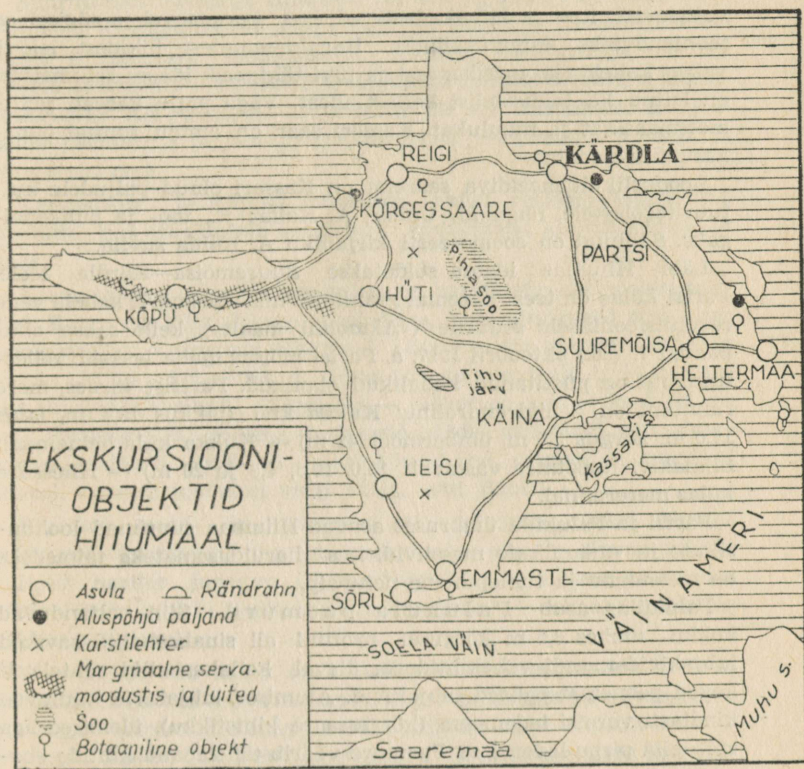 REIGI
KÄRDLA
KÕRGESSAARE
PARTSI
Pihla soo
KÕPU
HÜTI
SUUREMÕISA
HELTERMAA
Tihu
järv
KÄINA
Kassari s.
LEISU
EMMASTE
SÕRU
VÄINAMERI
SOELA VÄIN
Muhu s.
Saaremaa
EKSKURSIOONI-
OBJEKTID
HIIUMAAL
Asula Rändrahn
Aluspõhja paljand
Karstilehter
Marginaalne serva-
moodustis ja luited
Soo
Botaaniline objekt